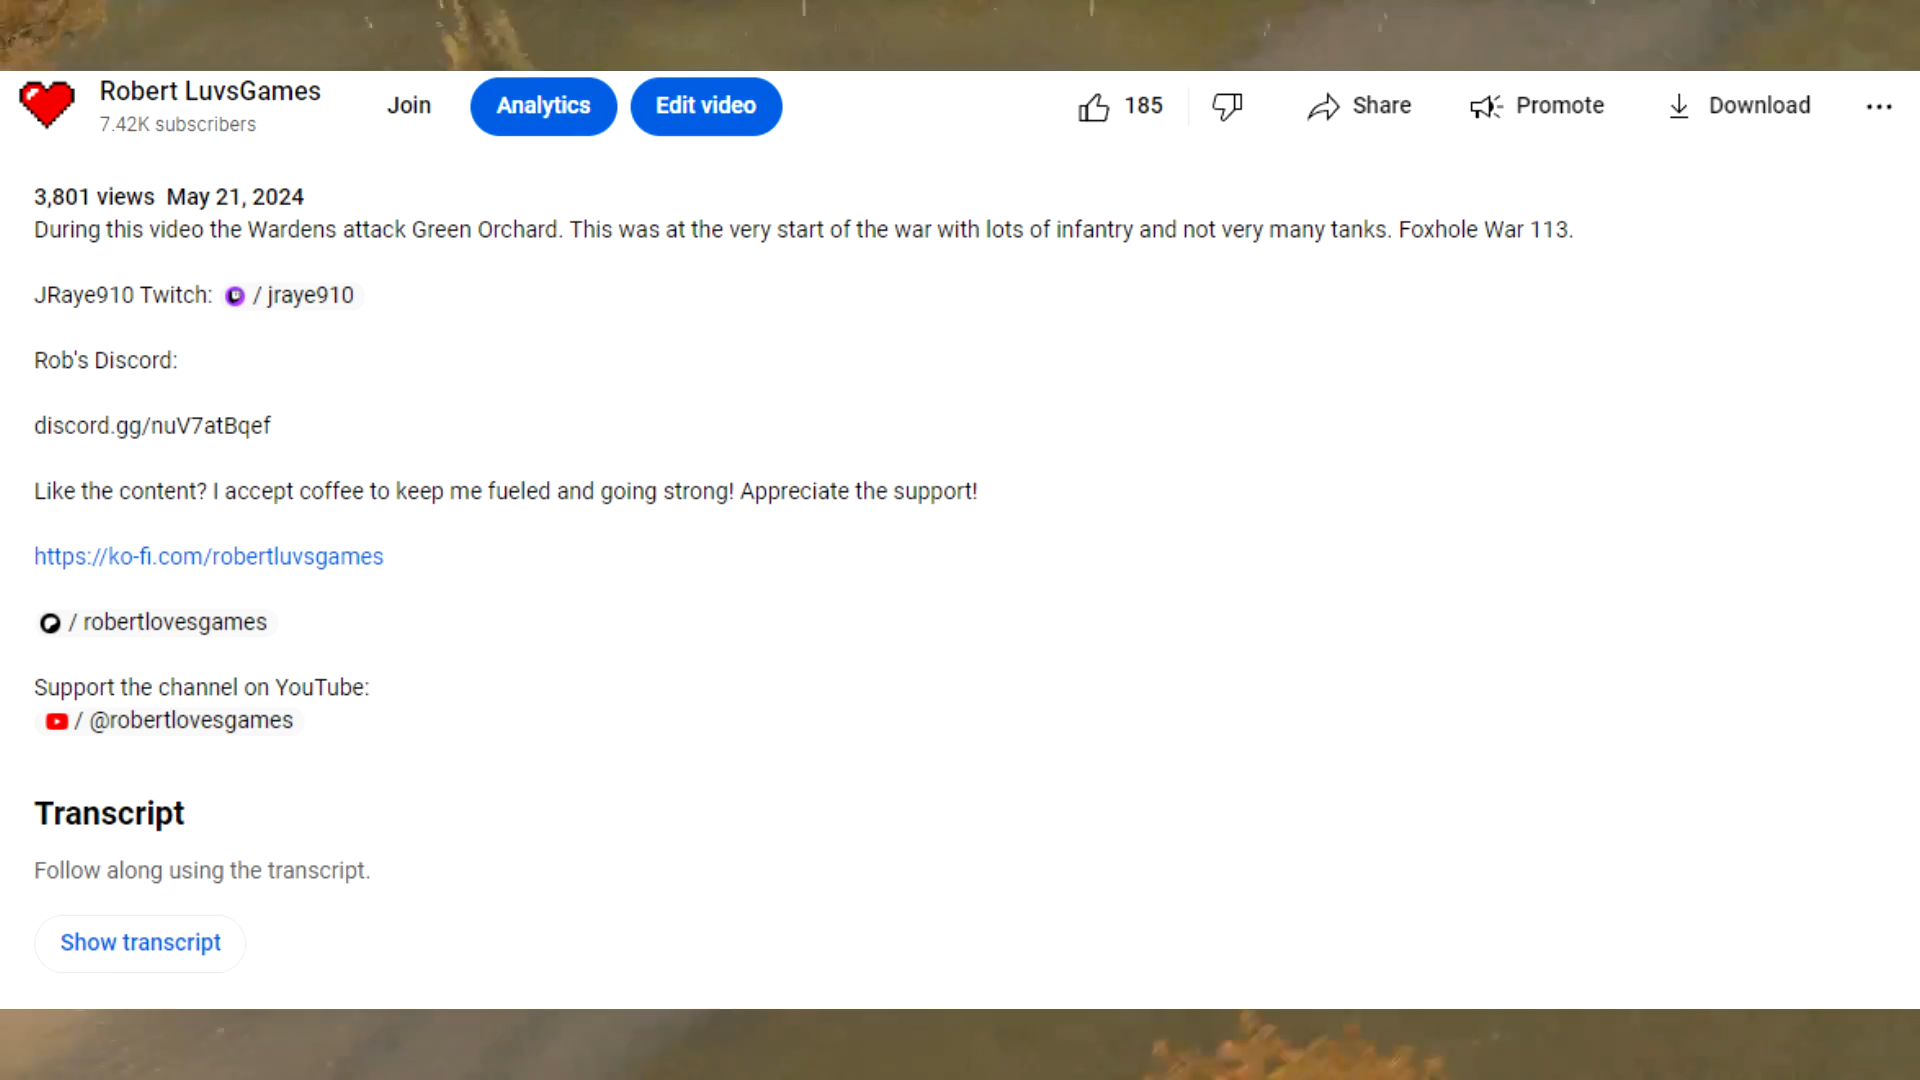 Robert LuvsGames
7.42K subscribers
Join
Analytics
Edit video
185
Share
Promote
Download
3,801 views May 21, 2024
During this video the Wardens attack Green Orchard. This was at the very start of the war with lots of infantry and not very many tanks. Foxhole War 113.
JRaye910 Twitch: / jraye910
Rob's Discord:
discord.gg/nuV7atBqef
Like the content? I accept coffee to keep me fueled and going strong! Appreciate the support!
https://ko-fi.com/robertluvsgames
/ robertlovesgames
Support the channel on YouTube:
/ @robertlovesgames
Transcript
Follow along using the transcript.
Show transcript